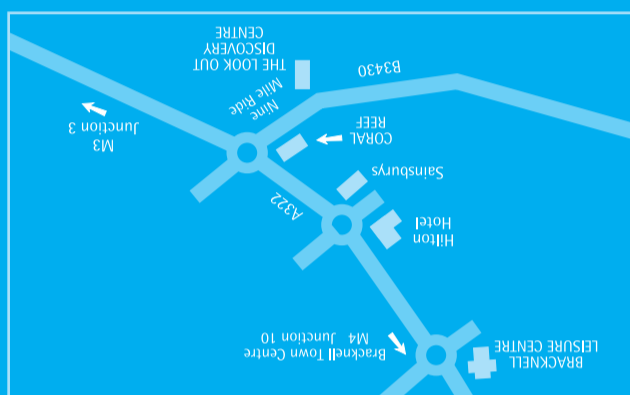 BRACKNELL
LEISURE CENTRE
Bracknell Town Centre
M4 Junction 10
Hilton
Hotel
A322
Sainsburys
CORAL
REEF
M3
Junction 3
Nine
Mile Ride
B3430
THE LOOK OUT
DISCOVERY
CENTRE